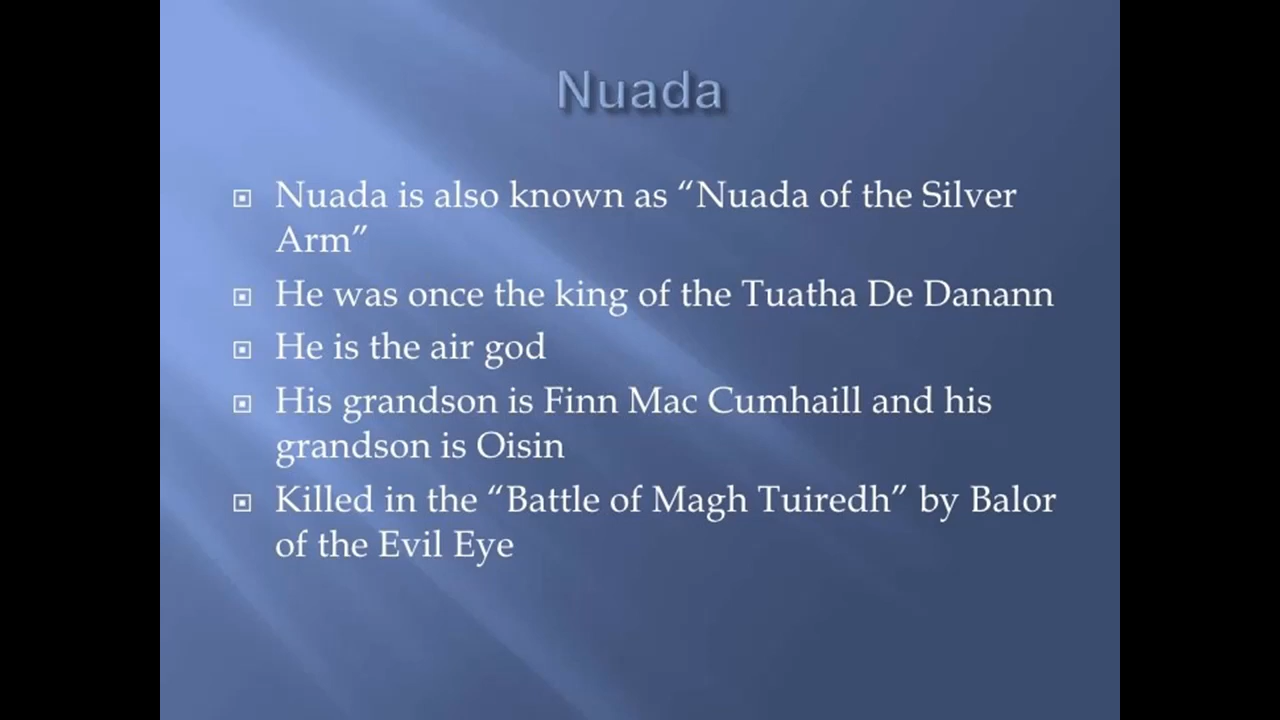 Nuada
Nuada is also known as “Nuada of the Silver
Arm”
He was once the king of the Tuatha De Danann
He is the air god
His grandson is Finn Mac Cumhaill and his
grandson is Oisin
Killed in the “Battle of Magh Tuiredh” by Balor
of the Evil Eye